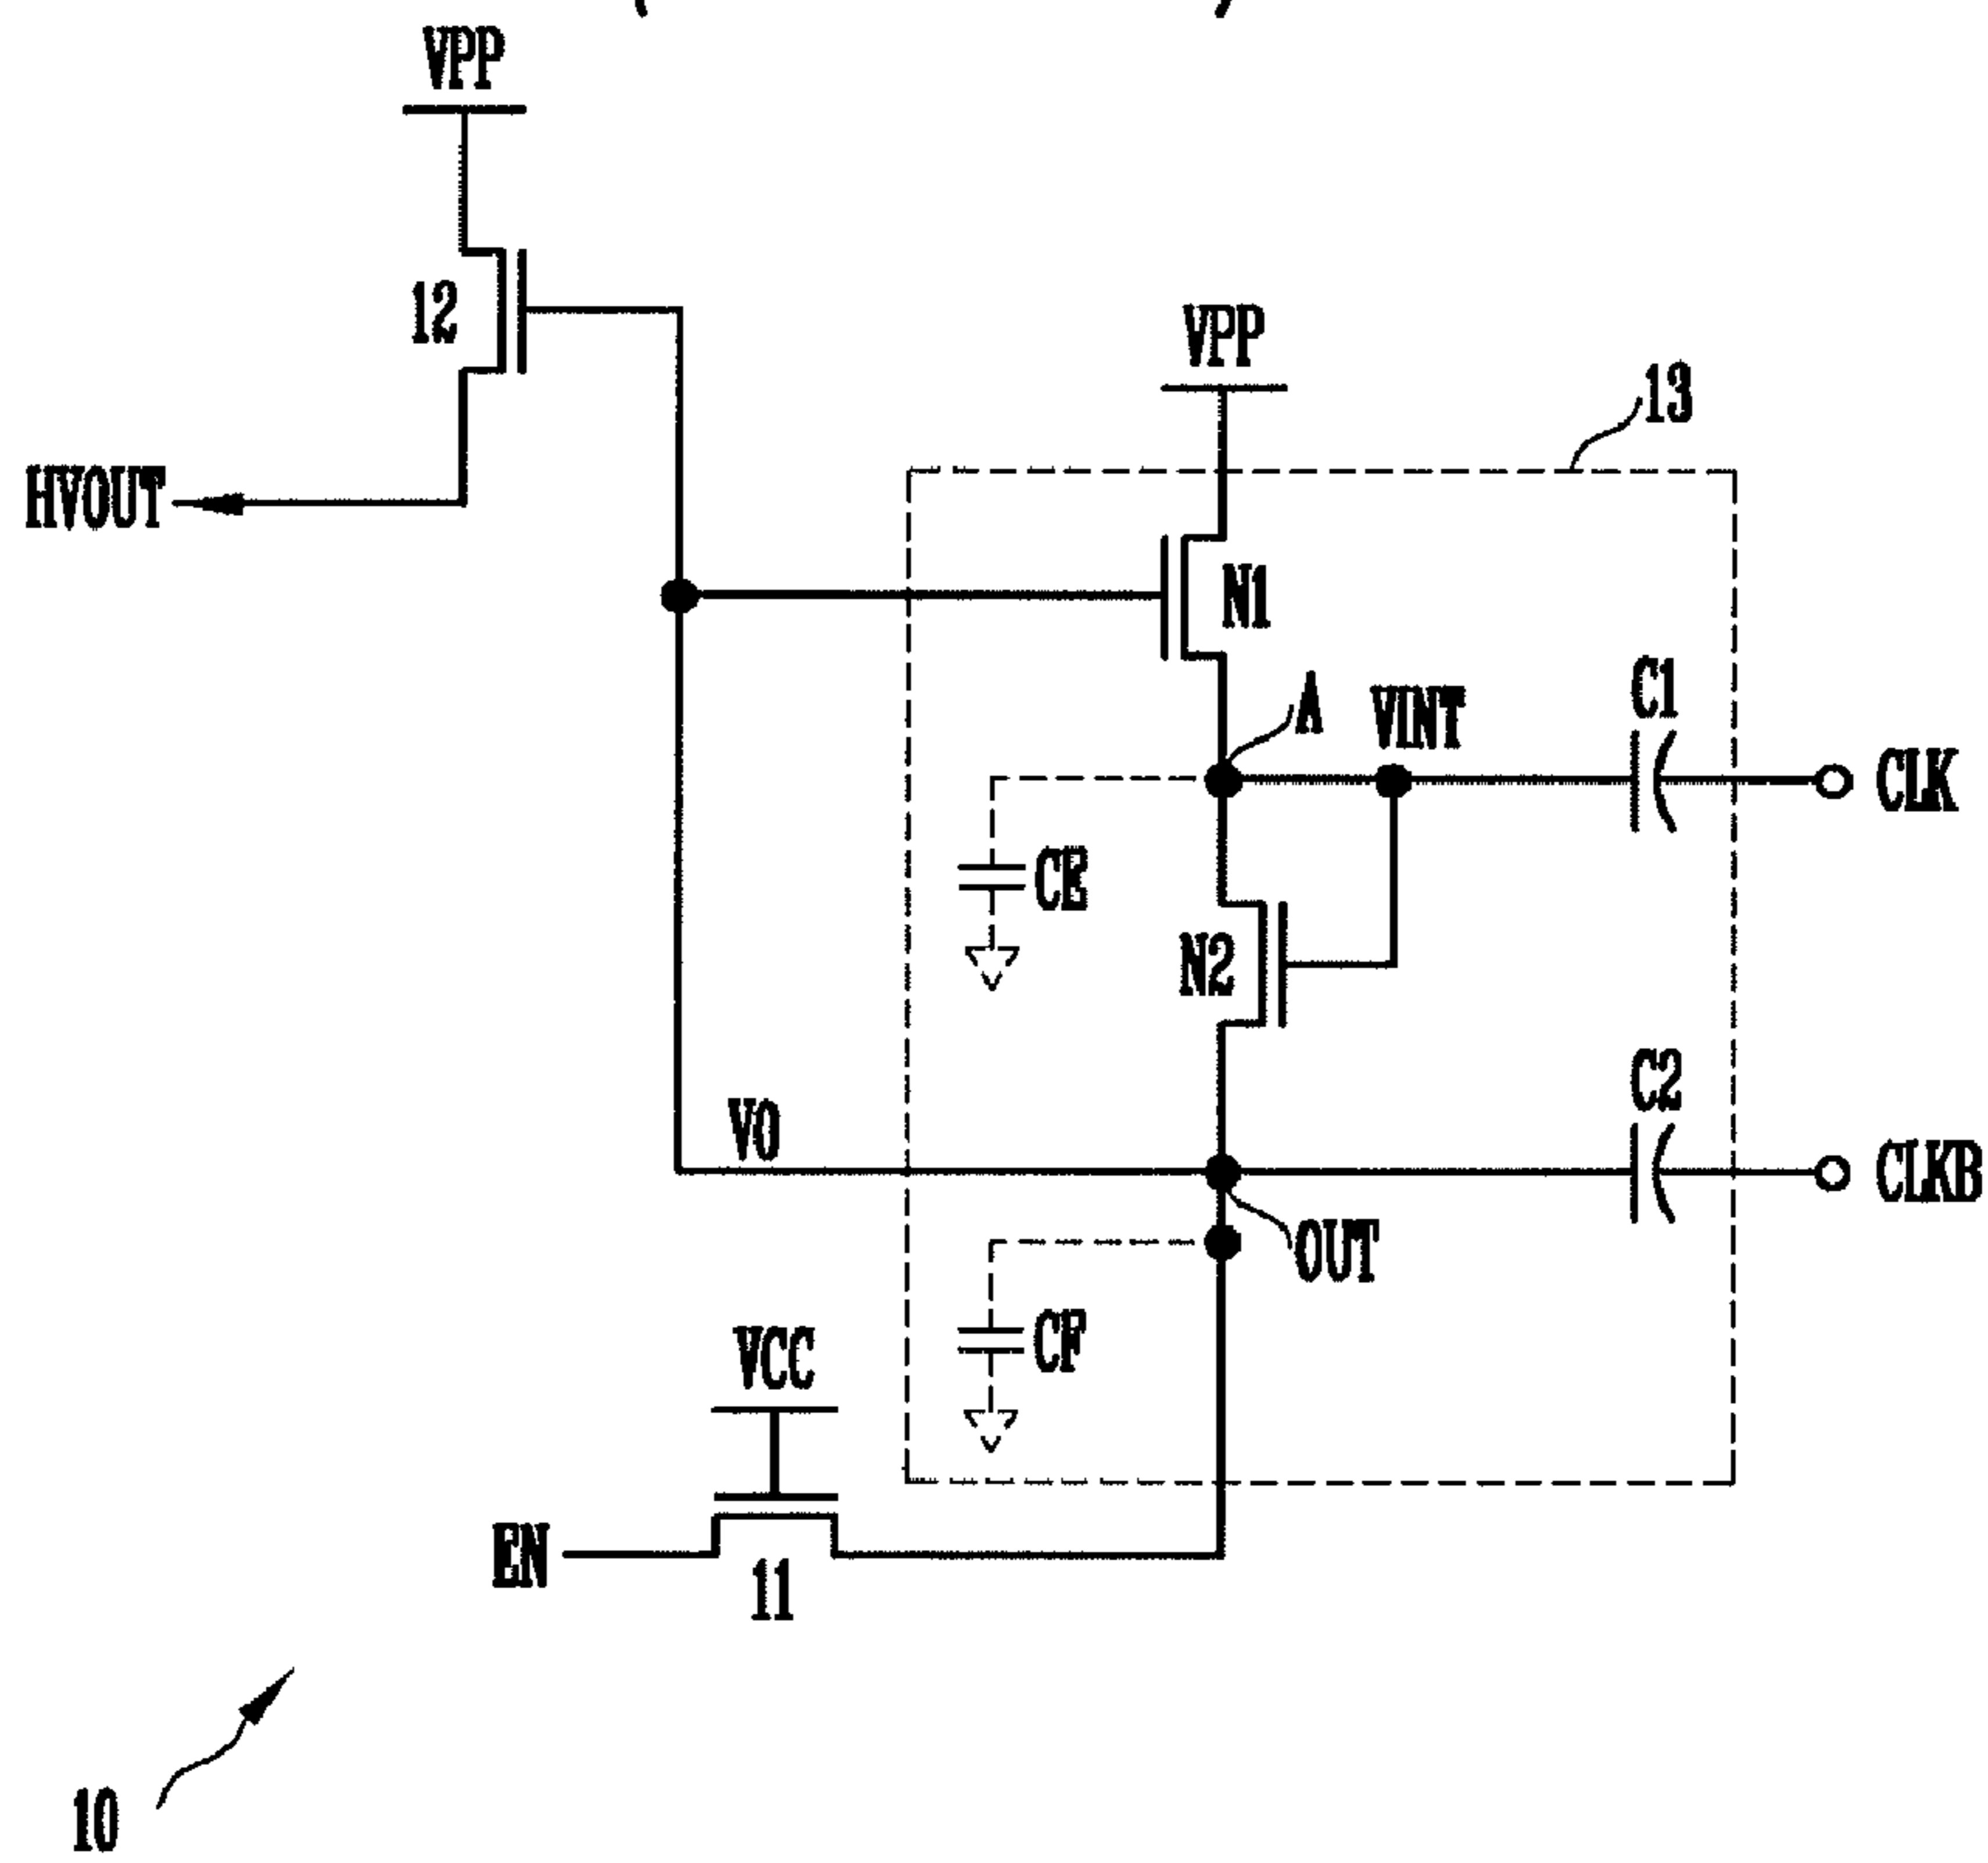 VPP
12
VPP
13
HVOUT
N1
A
VINT
C1
CLK
CE
N2
C2
VO
CLKB
OUT
CF
VCC
EN
11
10